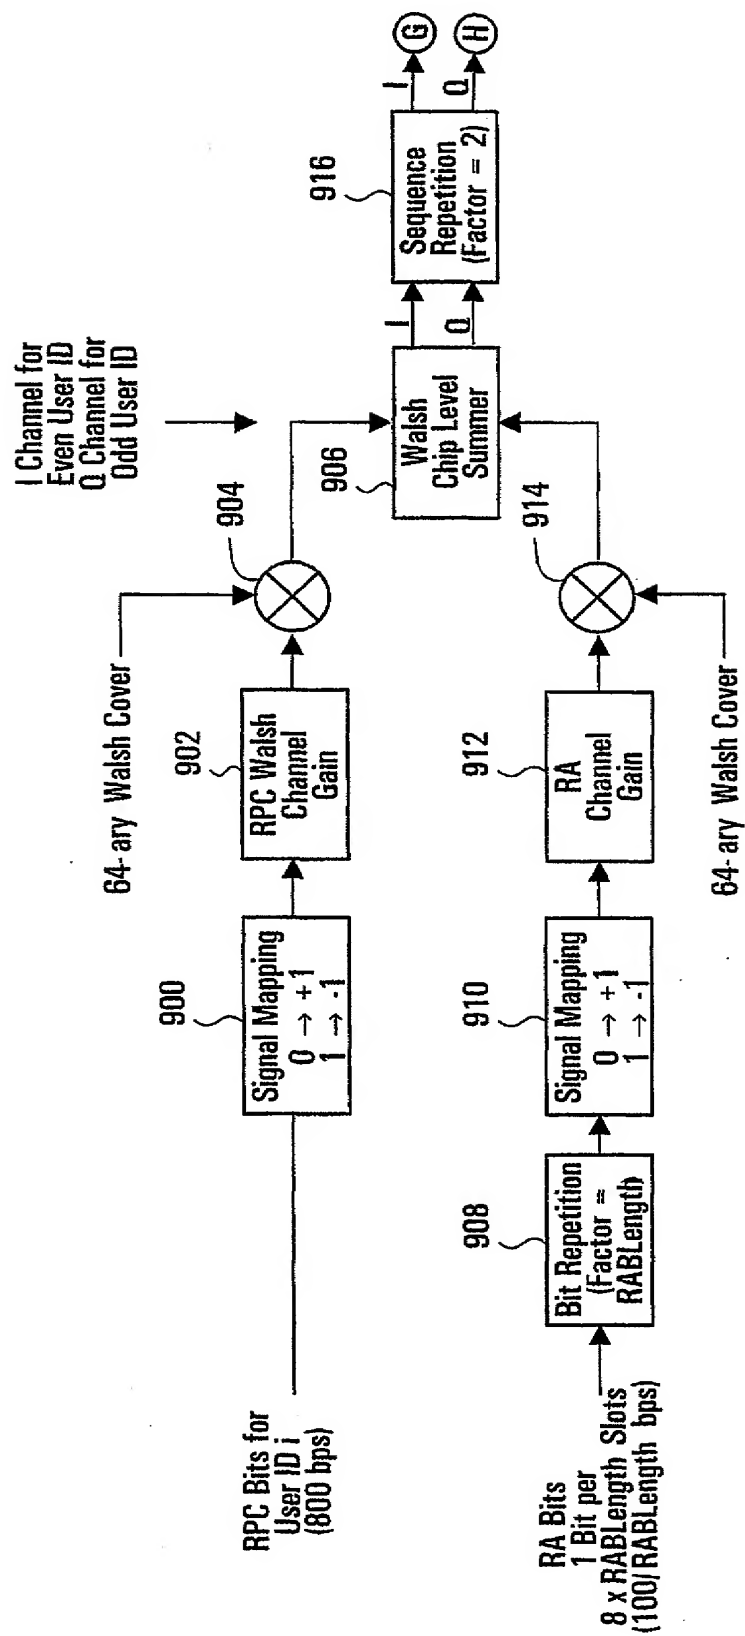 RPC Bits for
User ID i
(800 bps)
900
Signal Mapping
0 → +1
1 → -1
902
RPC Walsh
Channel
Gain
64-ary Walsh Cover
904
I Channel for
Even User ID
Q Channel for
Odd User ID
906
Walsh
Chip Level
Summer
I
Q
916
Sequence
Repetition
(Factor = 2)
I
Q
G
H
RA Bits
1 Bit per
8 x RABLength Slots
(100/RABLength bps)
908
Bit Repetition
(Factor =
RABLength)
910
Signal Mapping
0 → +1
1 → -1
912
RA
Channel
Gain
914
64-ary Walsh Cover